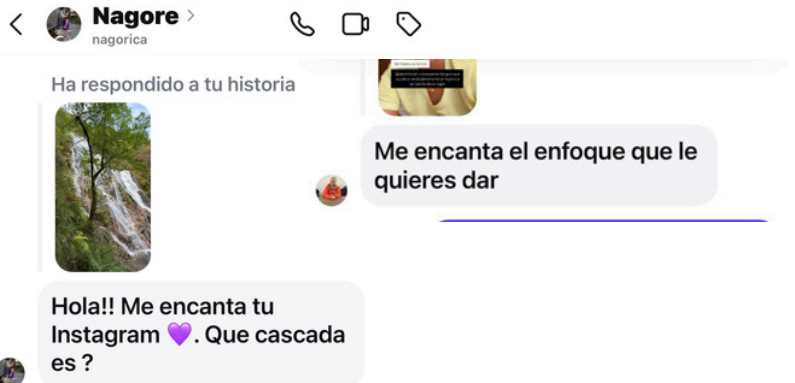 Nagore
nagorica
Ha respondido a tu historia
Hola!! Me encanta tu
Instagram 💜. Que cascada
es ?
Me encanta el enfoque que le
quieres dar